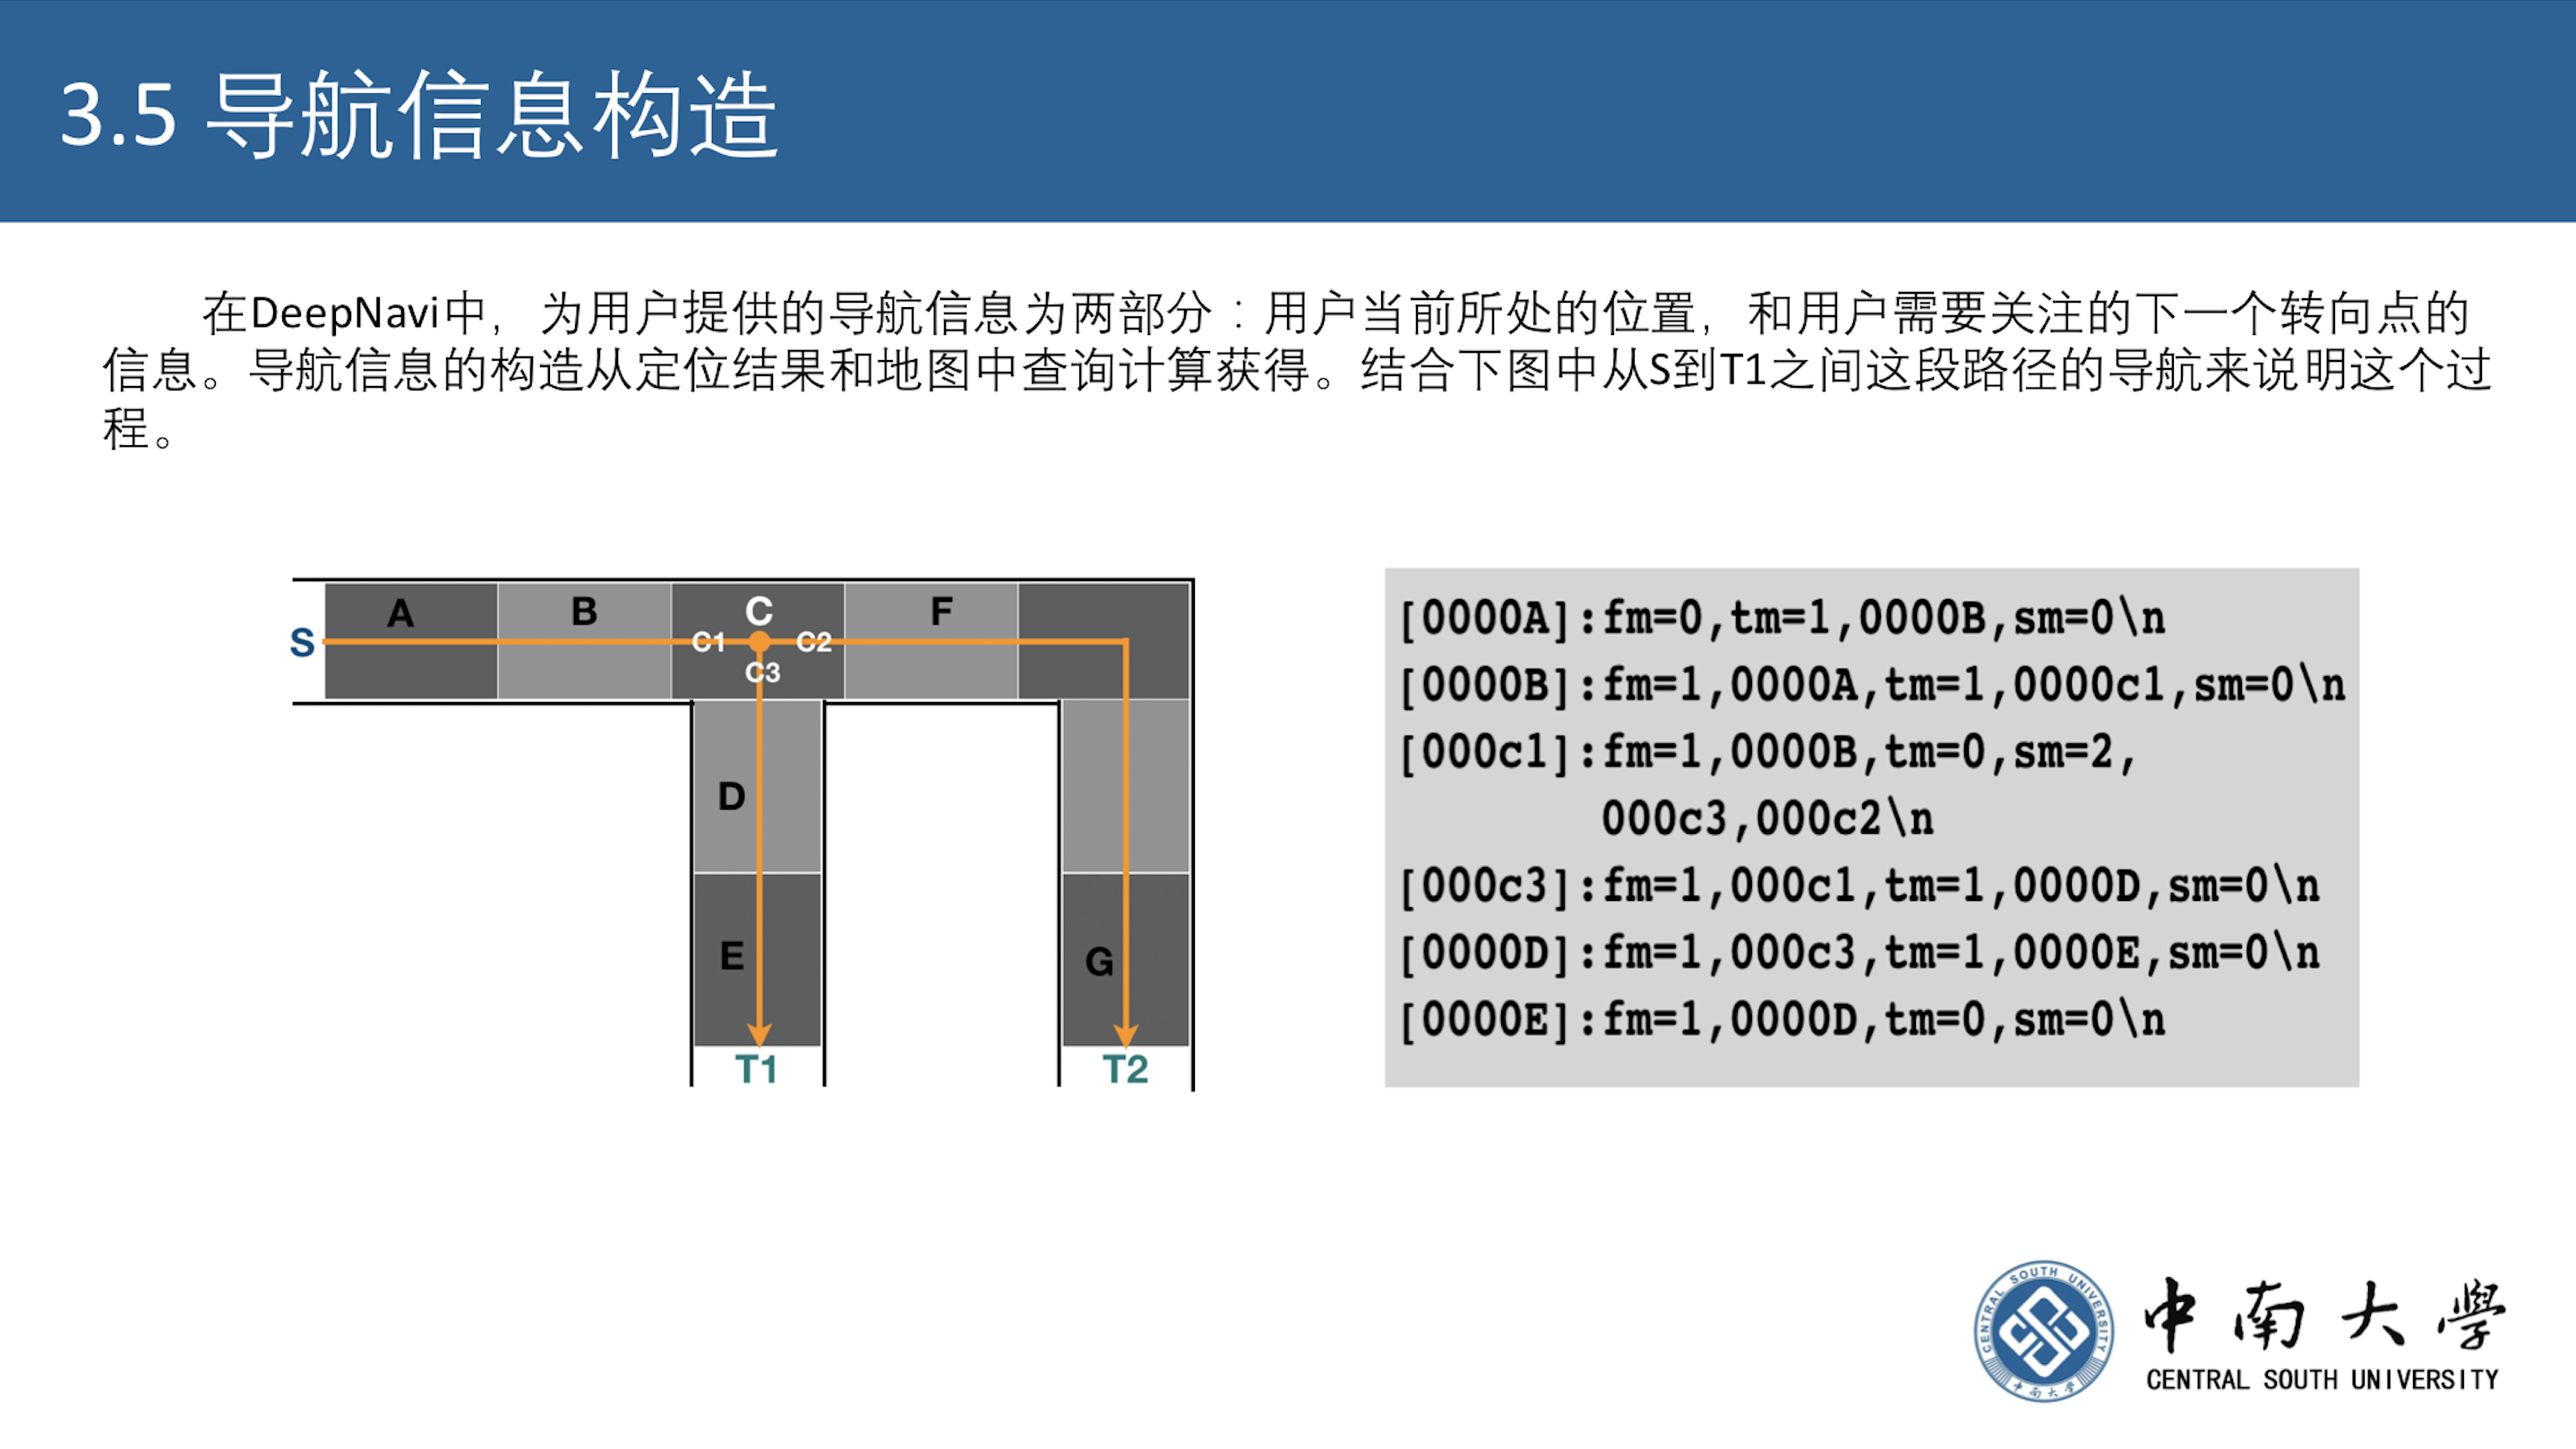 3.5 导航信息构造
在DeepNavi中，为用户提供的导航信息为两部分：用户当前所处的位置，和用户需要关注的下一个转向点的
信息。导航信息的构造从定位结果和地图中查询计算获得。结合下图中从S到T1之间这段路径的导航来说明这个过
程。
A B C F
S C1 C2
C3
D
E G
T1 T2
[0000A]:fm=0,tm=1,0000B,sm=0\n
[0000B]:fm=1,0000A,tm=1,0000c1,sm=0\n
[000c1]:fm=1,0000B,tm=0,sm=2,
000c3,000c2\n
[000c3]:fm=1,000c1,tm=1,0000D,sm=0\n
[0000D]:fm=1,000c3,tm=1,0000E,sm=0\n
[0000E]:fm=1,0000D,tm=0,sm=0\n
CENTRAL SOUTH UNIVERSITY
中南大学
中南大學
CENTRAL SOUTH UNIVERSITY